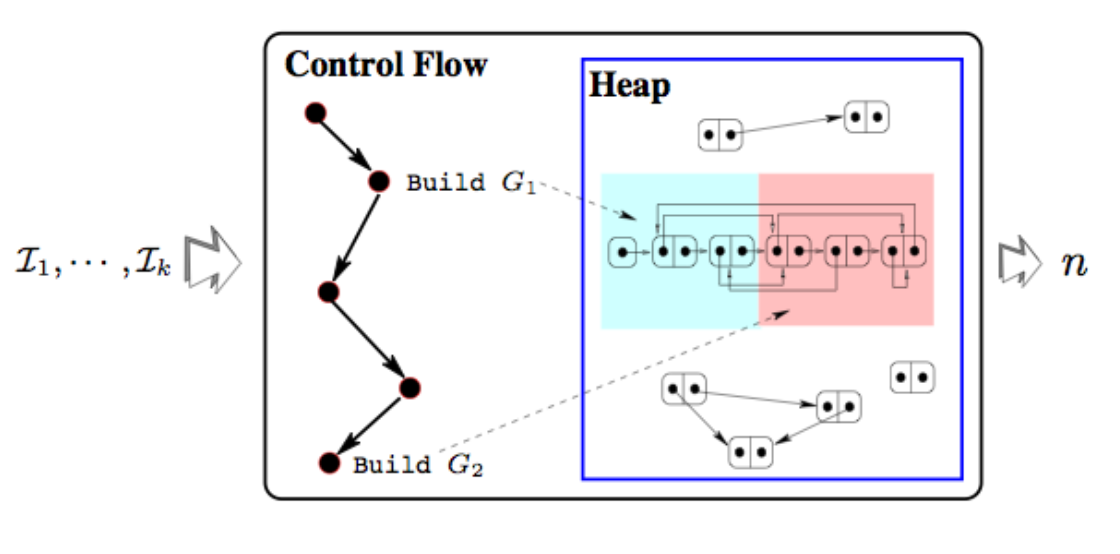 Control Flow
Heap
Build G₁
ℐ₁, ⋯ , ℐₖ
n
Build G₂